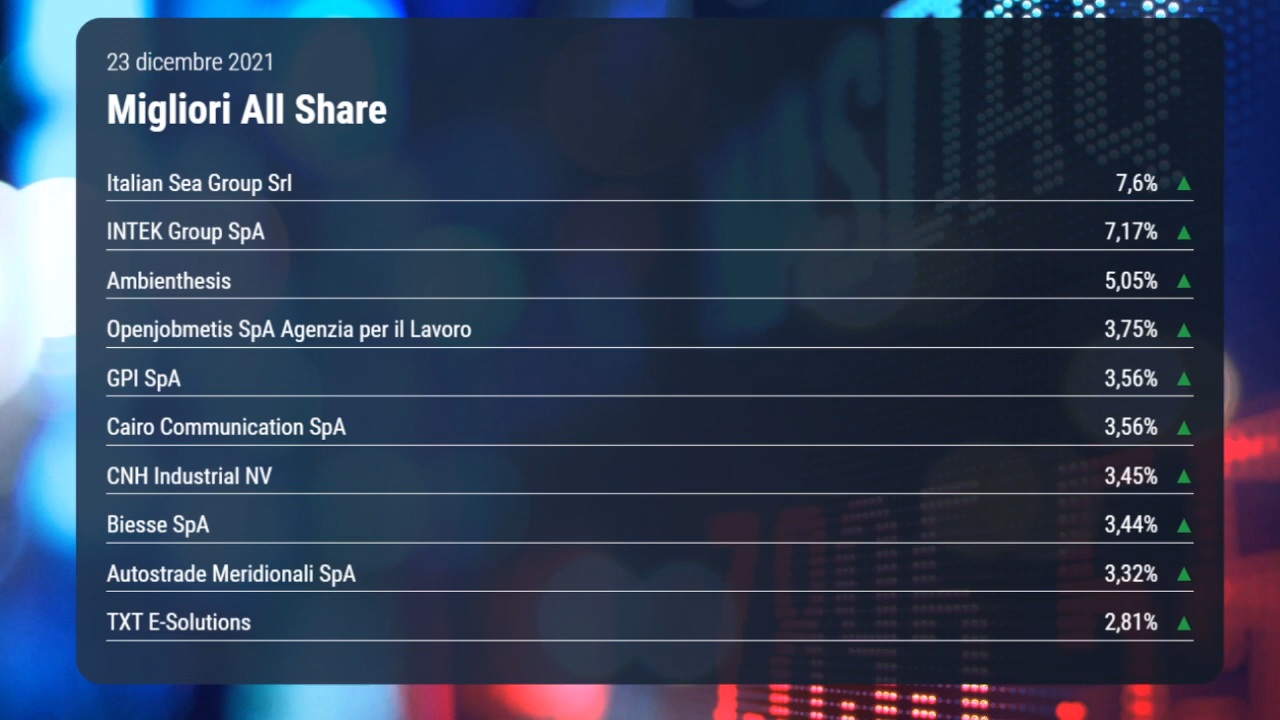 23 dicembre 2021
Migliori All Share
Italian Sea Group Srl 7,6% ▲
INTEK Group SpA 7,17% ▲
Ambienthesis 5,05% ▲
Openjobmetis SpA Agenzia per il Lavoro 3,75% ▲
GPI SpA 3,56% ▲
Cairo Communication SpA 3,56% ▲
CNH Industrial NV 3,45% ▲
Biesse SpA 3,44% ▲
Autostrade Meridionali SpA 3,32% ▲
TXT E-Solutions 2,81% ▲